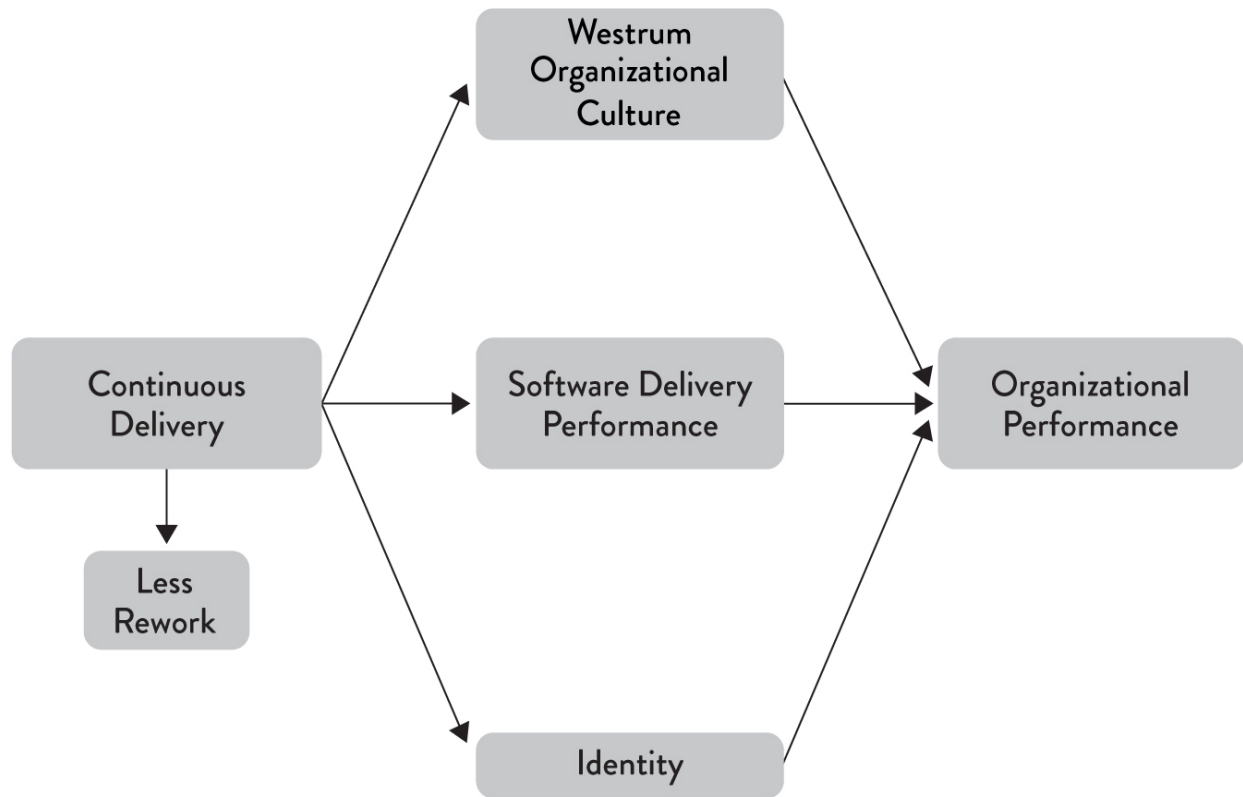 Westrum
Organizational
Culture
Continuous
Delivery
Software Delivery
Performance
Organizational
Performance
Less
Rework
Identity